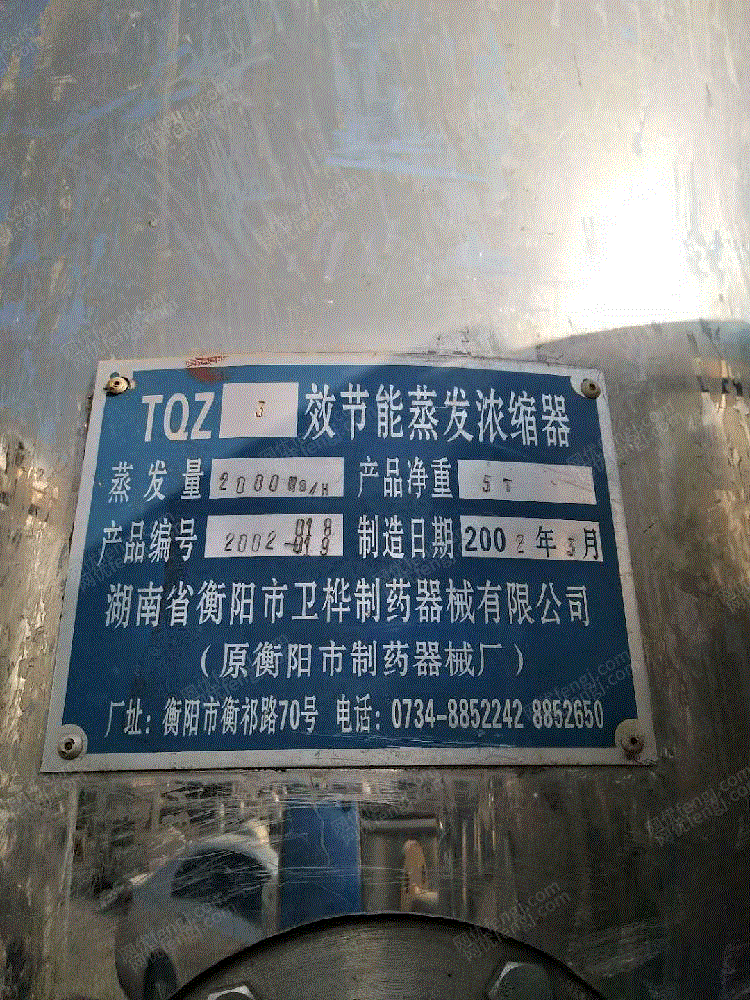 TQZ 3 效节能蒸发浓缩器
蒸发量 2000Kg/H 产品净重 5T
产品编号 2002- 制造日期 2002年3月
湖南省衡阳市卫桦制药器械有限公司
（原衡阳市制药器械厂）
厂址：衡阳市衡祁路70号 电话：0734-8852242 8852650